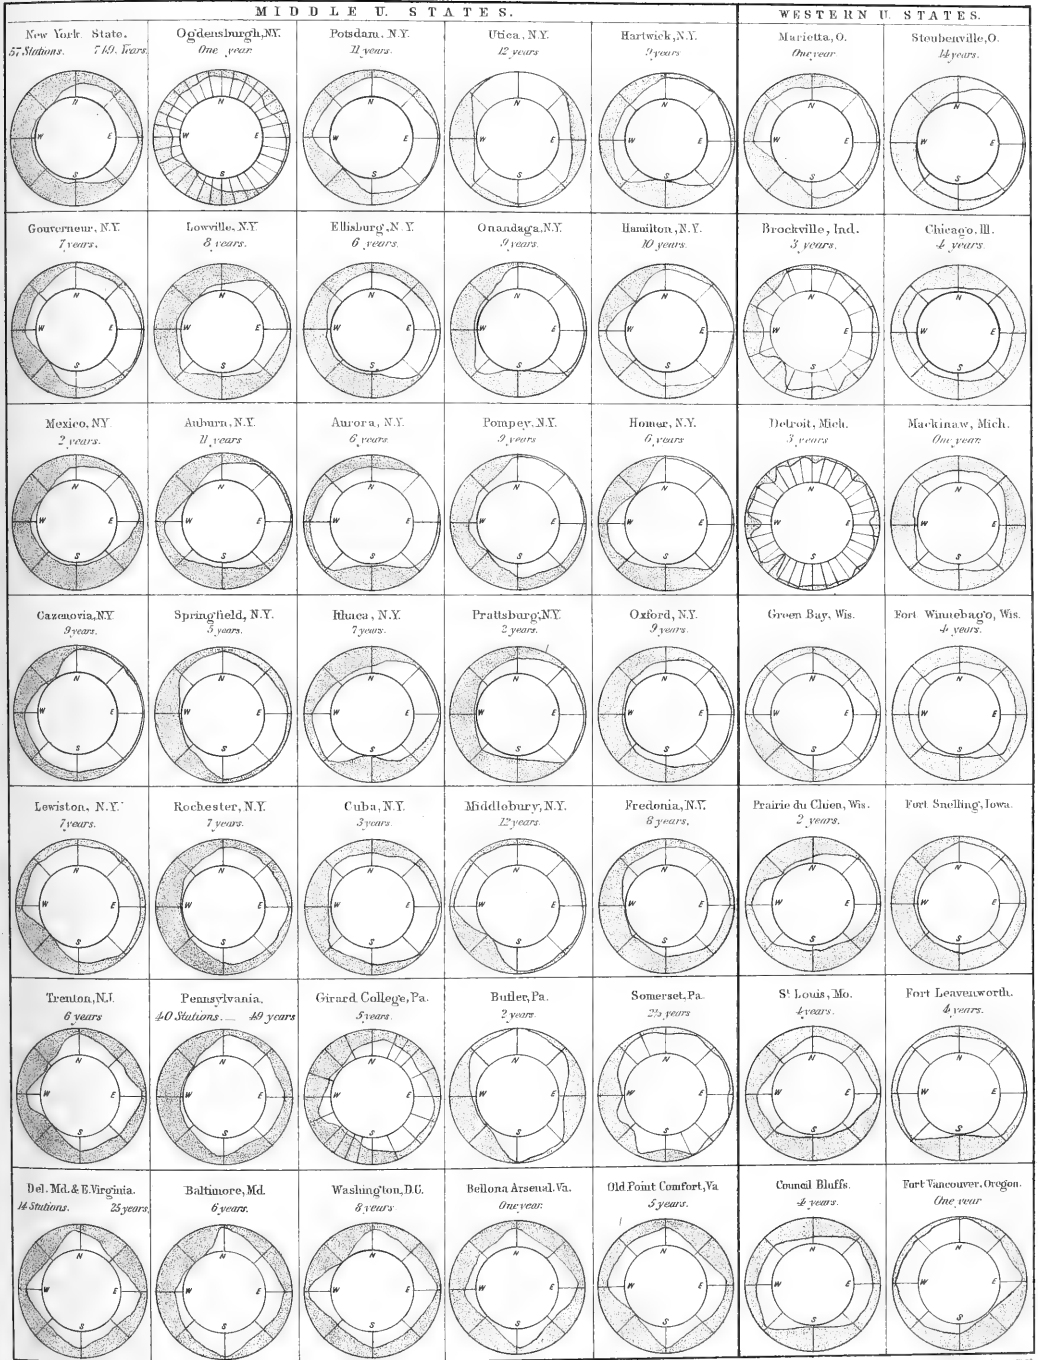 MIDDLE U. STATES.
WESTERN U. STATES.
New York State.
57 Stations. 749 Years.
N
W E
S
Ogdensburgh, N.Y.
One year
N
W E
S
Potsdam, N.Y.
11 years.
N
W E
S
Utica, N.Y.
12 years
N
W E
S
Hartwick, N.Y.
9 years
N
W E
S
Marietta, O.
One year
N
W E
S
Steubenville, O.
14 years.
N
W E
S
Gouverneur, N.Y.
7 years.
N
W E
S
Lowville, N.Y.
8 years.
N
W E
S
Ellisburg, N.Y.
6 years.
N
W E
S
Onandaga, N.Y.
9 years.
N
W E
S
Hamilton, N.Y.
10 years.
N
W E
S
Brockville, Ind.
3 years.
N
W E
S
Chicago, Ill.
4 years.
N
W E
S
Mexico, NY
2 years.
N
W E
S
Auburn, N.Y.
11 years
N
W E
S
Aurora, N.Y.
6 years.
N
W E
S
Pompey, N.Y.
9 years
N
W E
S
Homer, N.Y.
6 years.
N
W E
S
Detroit, Mich.
3 years
N
W E
S
Mackinaw, Mich.
One year.
N
W E
S
Cazenovia, N.Y.
9 years.
N
W E
S
Springfield, N.Y.
5 years.
N
W E
S
Ithaca, N.Y.
7 years.
N
W E
S
Prattsburg, NY
2 years.
N
W E
S
Oxford, N.Y.
9 years.
N
W E
S
Green Bay, Wis.
N
W E
S
Fort Winnebago, Wis.
4 years.
N
W E
S
Lewiston, N.Y.
7 years.
N
W E
S
Rochester, N.Y.
7 years.
N
W E
S
Cuba, N.Y.
3 years.
N
W E
S
Middlebury, N.Y.
12 years.
N
W E
S
Fredonia, N.Y.
8 years,
N
W E
S
Prairie du Chien, Wis.
2 years.
N
W E
S
Fort Snelling, Iowa.
N
W E
S
Trenton, N.J.
6 years
N
W E
S
Pennsylvania.
40 Stations. — 49 years
N
W E
S
Girard College, Pa.
5 years.
N
W E
S
Butler, Pa.
2 years.
N
W E
S
Somerset, Pa.
2½ years
N
W E
S
St. Louis, Mo.
4 years.
N
W E
S
Fort Leavenworth.
4 years.
N
W E
S
Del. Md. & E. Virginia.
14 Stations. 25 years,
N
W E
S
Baltimore, Md.
6 years.
N
W E
S
Washington, D.C.
8 years
N
W E
S
Bellona Arsenal. Va.
One year.
N
W E
S
Old Point Comfort, Va
5 years.
N
W E
S
Council Bluffs.
4 years.
N
W E
S
Fort Vancouver, Oregon.
One year
N
W E
S